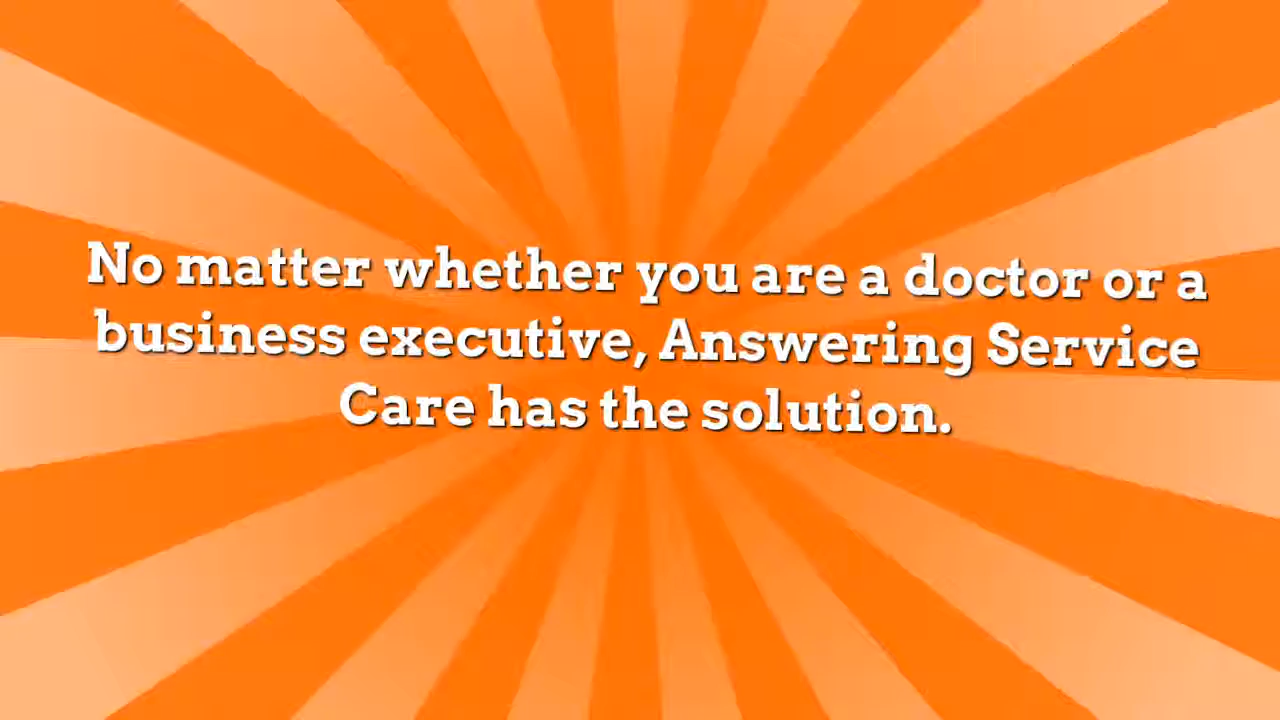 No matter whether you are a doctor or a
business executive, Answering Service
Care has the solution.